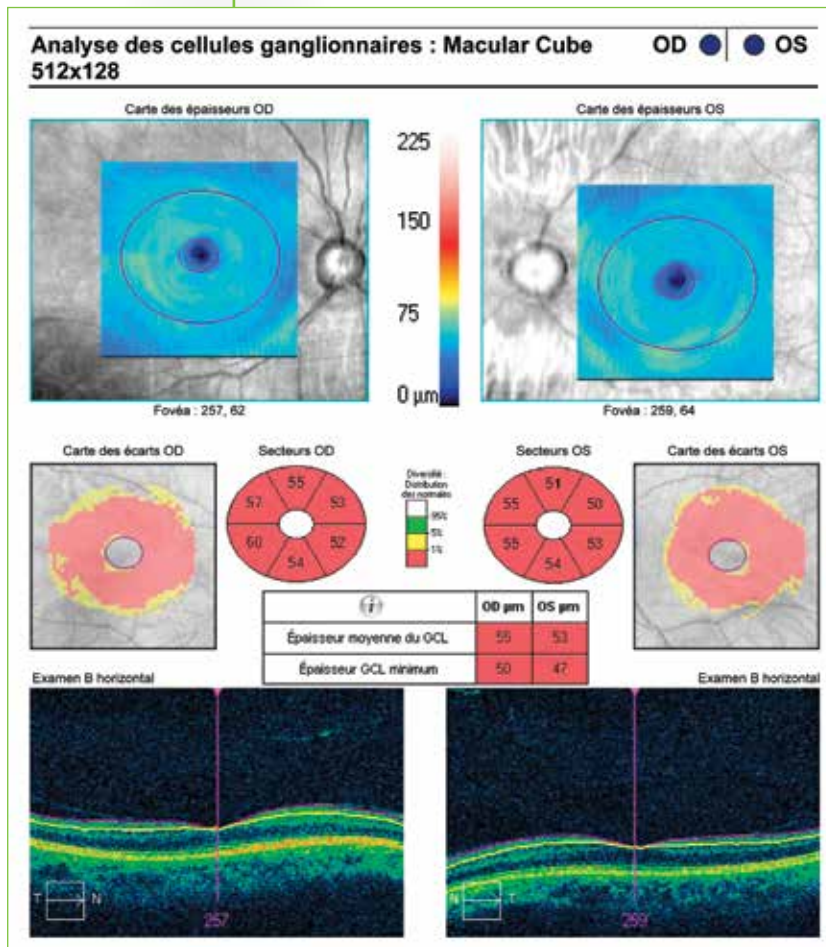 Analyse des cellules ganglionnaires : Macular Cube
512x128
OD OS
Carte des épaisseurs OD
Carte des épaisseurs OS
225
150
75
0 µm
Fovéa : 257, 62
Fovéa : 259, 64
Carte des écarts OD
Secteurs OD
Secteurs OS
Carte des écarts OS
Diversifié :
Distribution
des normales
95%
5%
1%
55
57 53
60 52
54
51
55 50
55 53
54
OD µm OS µm
Épaisseur moyenne du GCL 55 53
Épaisseur GCL minimum 50 47
Examen B horizontal
Examen B horizontal
T N
257
N T
259